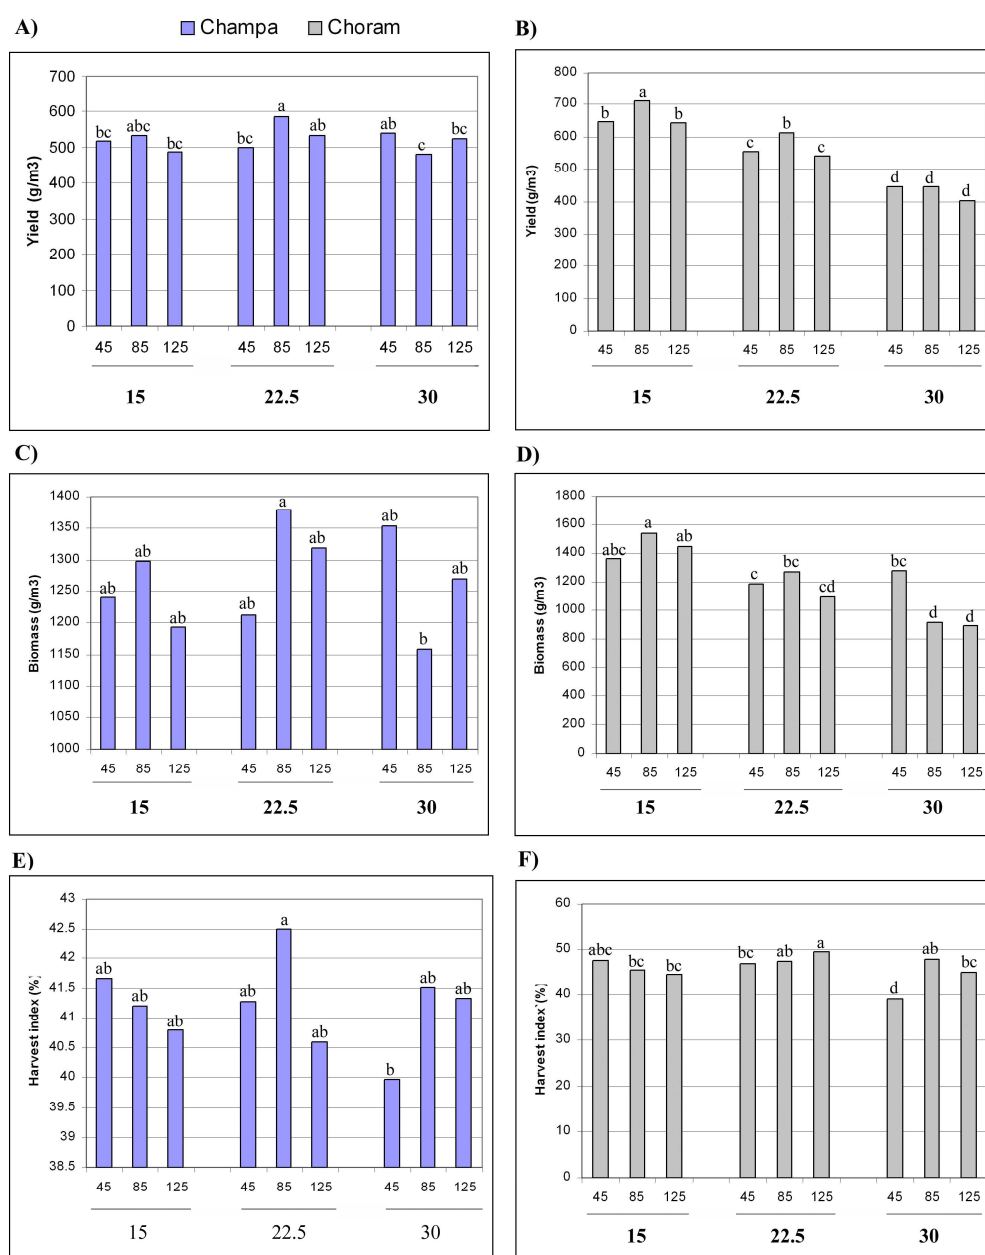 A)
Champa
Choram
B)
Yield (g/m3)
700
600
500
400
300
200
100
0
bc
abc
bc
bc
a
ab
ab
c
bc
45 85 125 45 85 125 45 85 125
15 22.5 30
Yield (g/m3)
800
700
600
500
400
300
200
100
0
b
a
b
c
b
c
d
d
d
45 85 125 45 85 125 45 85 125
15 22.5 30
C)
D)
Biomass (g/m3)
1400
1350
1300
1250
1200
1150
1100
1050
1000
ab
ab
ab
ab
a
ab
ab
b
ab
45 85 125 45 85 125 45 85 125
15 22.5 30
Biomass (g/m3)
1800
1600
1400
1200
1000
800
600
400
200
0
abc
a
ab
c
bc
cd
bc
d
d
45 85 125 45 85 125 45 85 125
15 22.5 30
E)
F)
Harvest index (%)
43
42.5
42
41.5
41
40.5
40
39.5
39
38.5
ab
ab
ab
ab
a
ab
b
ab
ab
45 85 125 45 85 125 45 85 125
15 22.5 30
Harvest index`(%)
60
50
40
30
20
10
0
abc
bc
bc
bc
ab
a
d
ab
bc
45 85 125 45 85 125 45 85 125
15 22.5 30